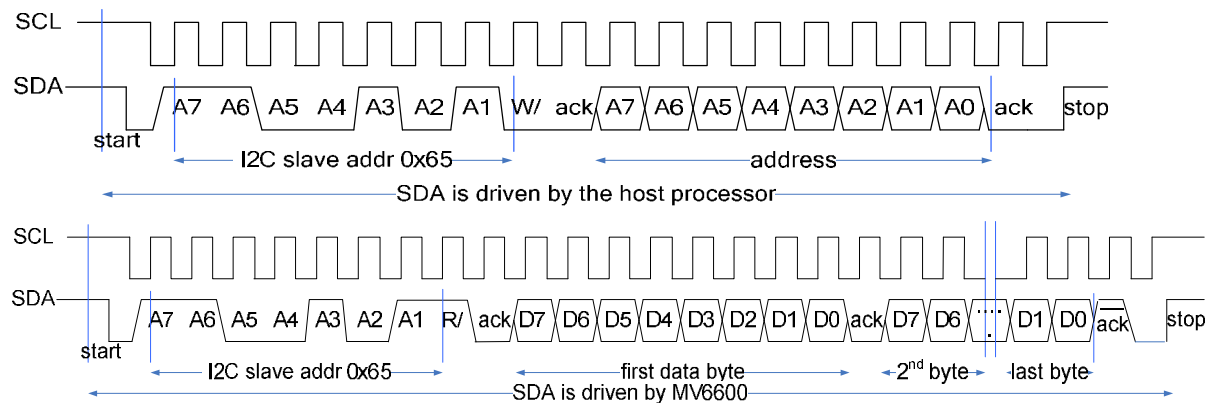 SCL
SDA
A7 A6 A5 A4 A3 A2 A1 W/ ack A7 A6 A5 A4 A3 A2 A1 A0 ack stop
start
I2C slave addr 0x65
address
SDA is driven by the host processor
SCL
SDA
A7 A6 A5 A4 A3 A2 A1 R/ ack D7 D6 D5 D4 D3 D2 D1 D0 ack D7 D6 ..... D1 D0 ack stop
start
I2C slave addr 0x65
first data byte
2nd byte
last byte
SDA is driven by MV6600